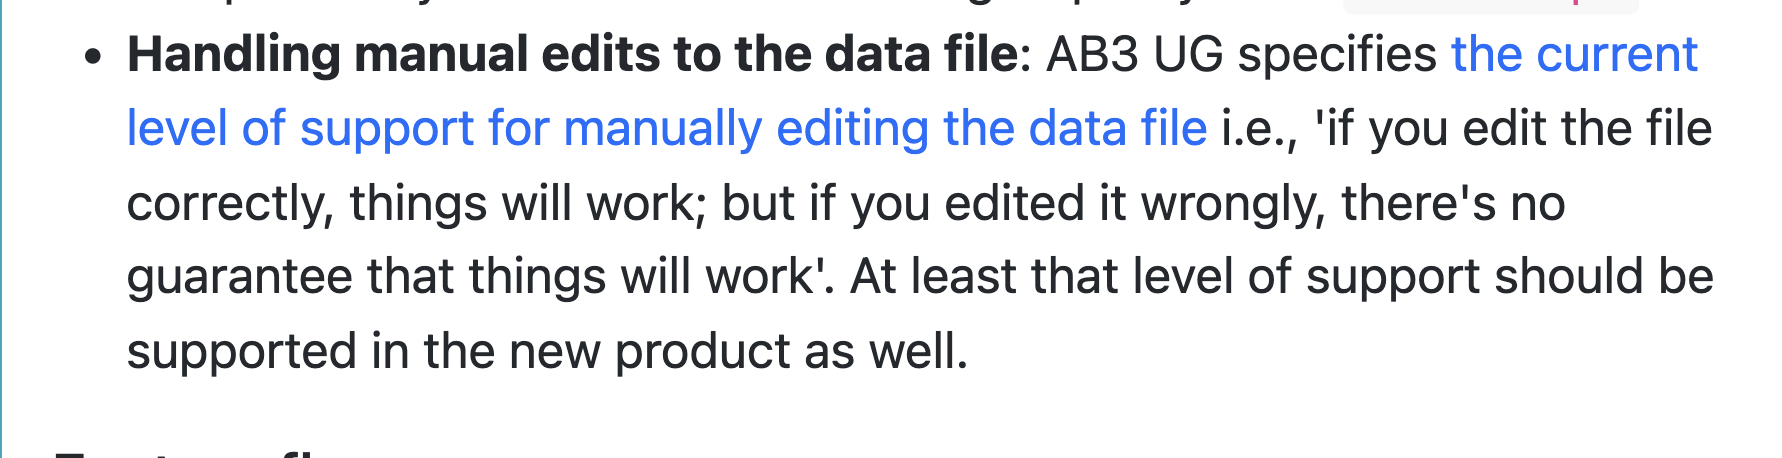 • Handling manual edits to the data file: AB3 UG specifies the current
level of support for manually editing the data file i.e., 'if you edit the file
correctly, things will work; but if you edited it wrongly, there's no
guarantee that things will work'. At least that level of support should be
supported in the new product as well.